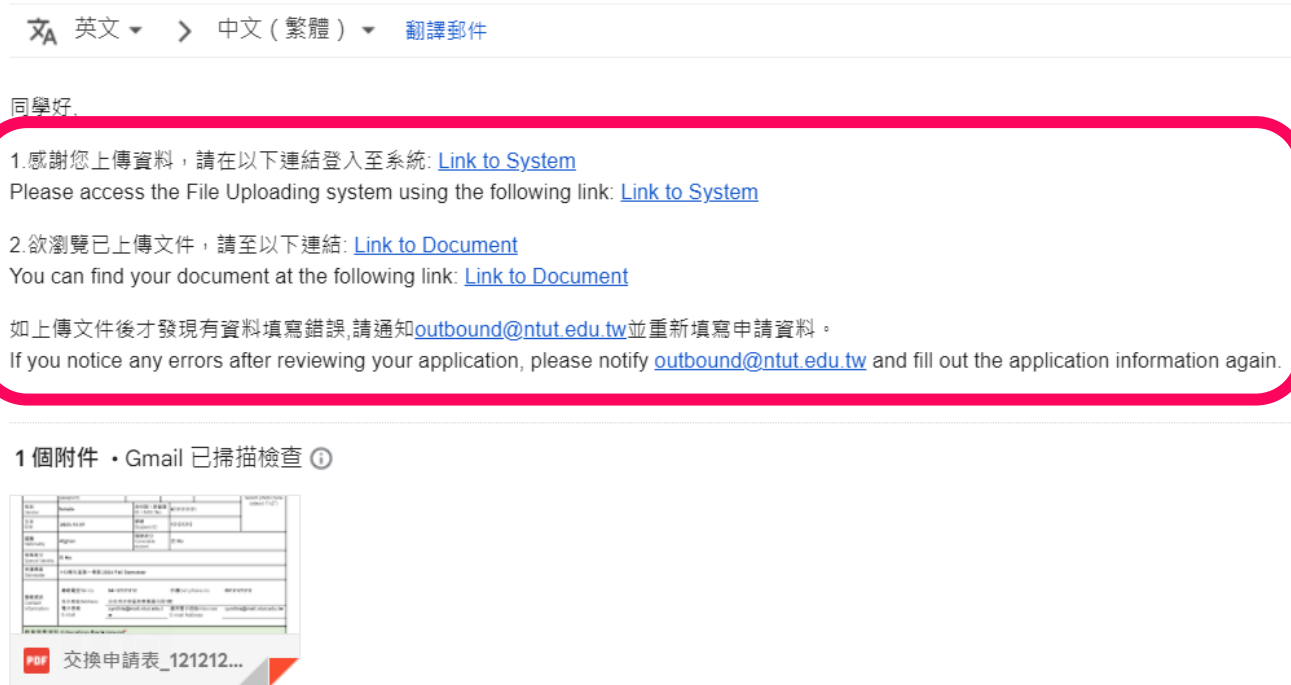 英文
中文（繁體）
翻譯郵件
同學好,
1.感謝您上傳資料，請在以下連結登入至系統: Link to System
Please access the File Uploading system using the following link: Link to System
2.欲瀏覽已上傳文件，請至以下連結: Link to Document
You can find your document at the following link: Link to Document
如上傳文件後才發現有資料填寫錯誤,請通知outbound@ntut.edu.tw並重新填寫申請資料。
If you notice any errors after reviewing your application, please notify outbound@ntut.edu.tw and fill out the application information again.
1 個附件 • Gmail 已掃描檢查
PDF 交換申請表_121212...